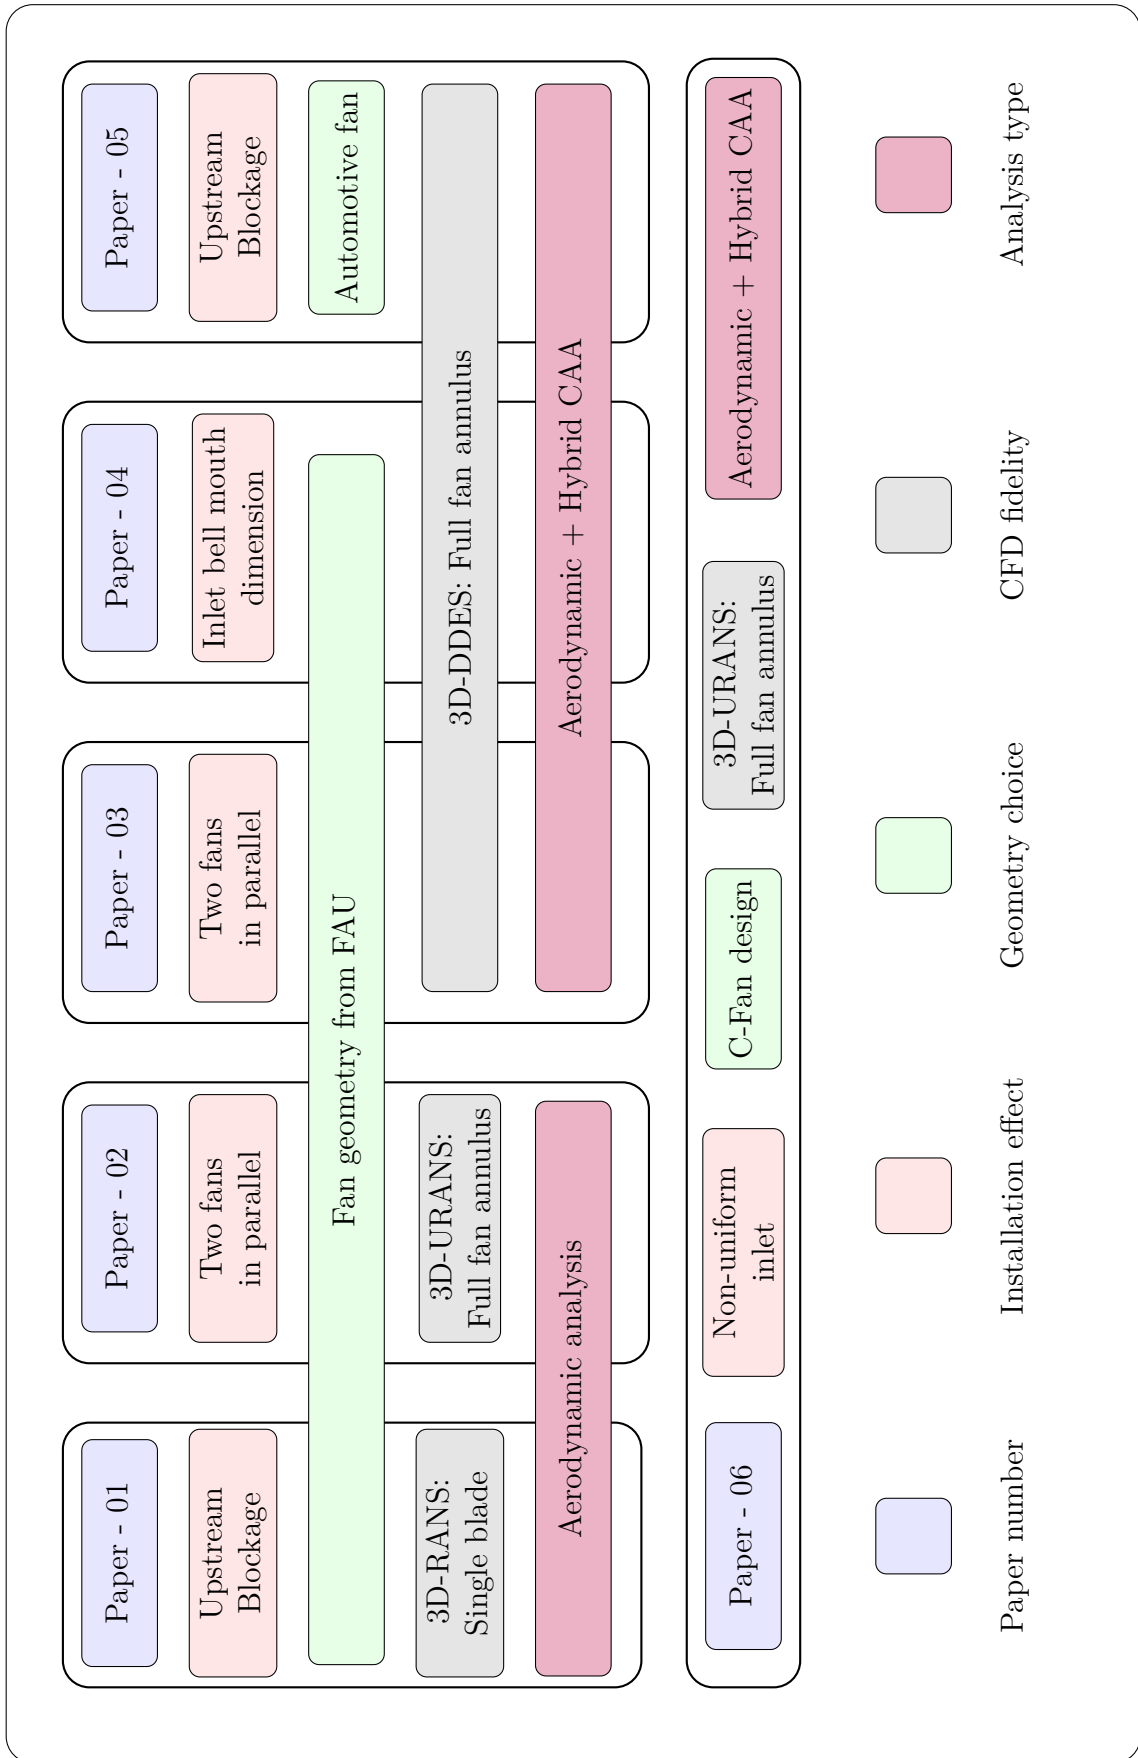 Paper - 01
Paper - 02
Paper - 03
Paper - 04
Paper - 05
Upstream
Blockage
Two fans
in parallel
Two fans
in parallel
Inlet bell mouth
dimension
Upstream
Blockage
Fan geometry from FAU
Automotive fan
3D-RANS:
Single blade
3D-URANS:
Full fan annulus
3D-DDES: Full fan annulus
Aerodynamic analysis
Aerodynamic + Hybrid CAA
Paper - 06
Non-uniform
inlet
C-Fan design
3D-URANS:
Full fan annulus
Aerodynamic + Hybrid CAA
Paper number
Installation effect
Geometry choice
CFD fidelity
Analysis type